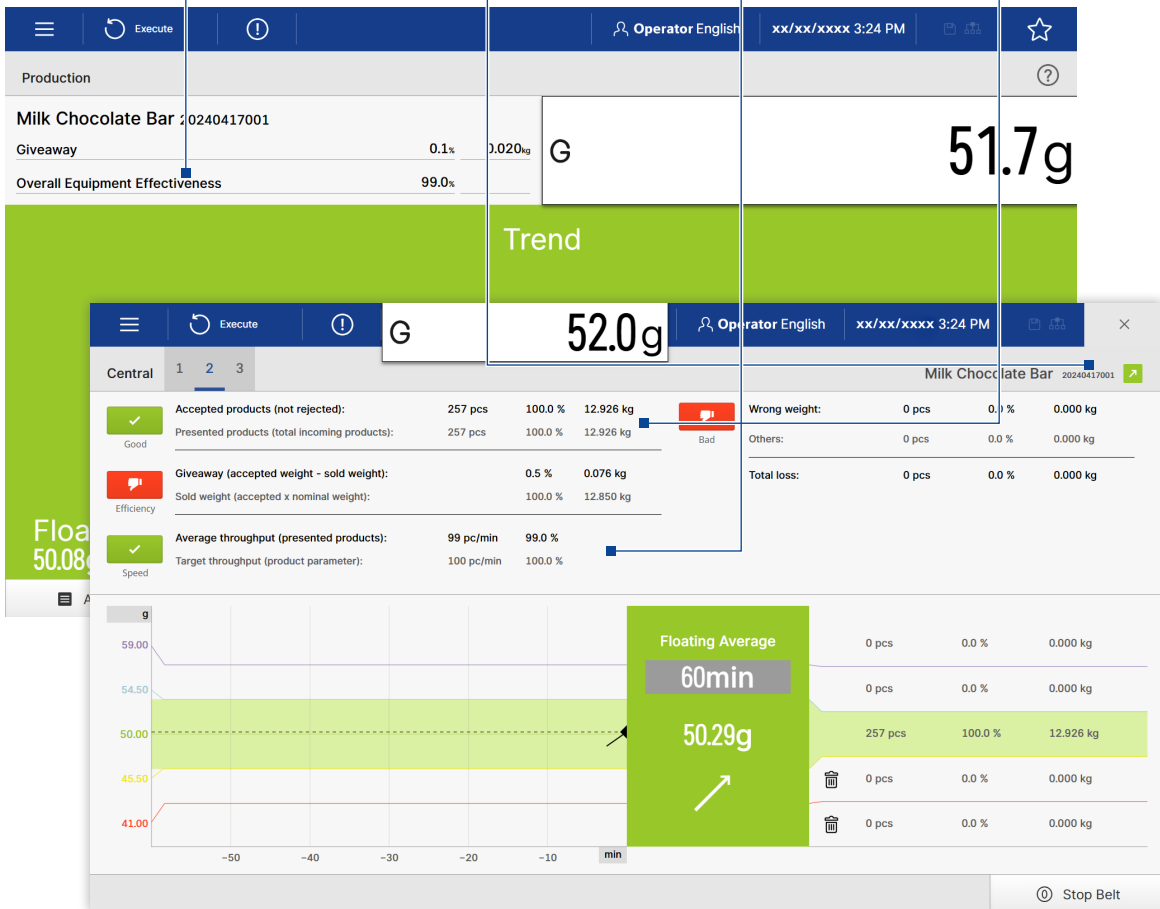 Execute
Operator English
xx/xx/xxxx 3:24 PM
Production
Milk Chocolate Bar 20240417001
Giveaway 0.1% 0.020kg
Overall Equipment Effectiveness 99.0%
G 51.7g
Trend
50.08g
Execute
G 52.0g
Operator English
xx/xx/xxxx 3:24 PM
Central 1 2 3
Milk Chocolate Bar 20240417001
Good
Accepted products (not rejected): 257 pcs 100.0 % 12.926 kg
Presented products (total incoming products): 257 pcs 100.0 % 12.926 kg
Bad
Wrong weight: 0 pcs 0.0 % 0.000 kg
Others: 0 pcs 0.0 % 0.000 kg
Total loss: 0 pcs 0.0 % 0.000 kg
Efficiency
Giveaway (accepted weight - sold weight): 0.5 % 0.076 kg
Sold weight (accepted x nominal weight): 100.0 % 12.850 kg
Speed
Average throughput (presented products): 99 pc/min 99.0 %
Target throughput (product parameter): 100 pc/min 100.0 %
g
59.00
54.50
50.00
45.50
41.00
-50 -40 -30 -20 -10 min
Floating Average
60min
50.29g
0 pcs 0.0 % 0.000 kg
0 pcs 0.0 % 0.000 kg
257 pcs 100.0 % 12.926 kg
0 pcs 0.0 % 0.000 kg
0 pcs 0.0 % 0.000 kg
Stop Belt